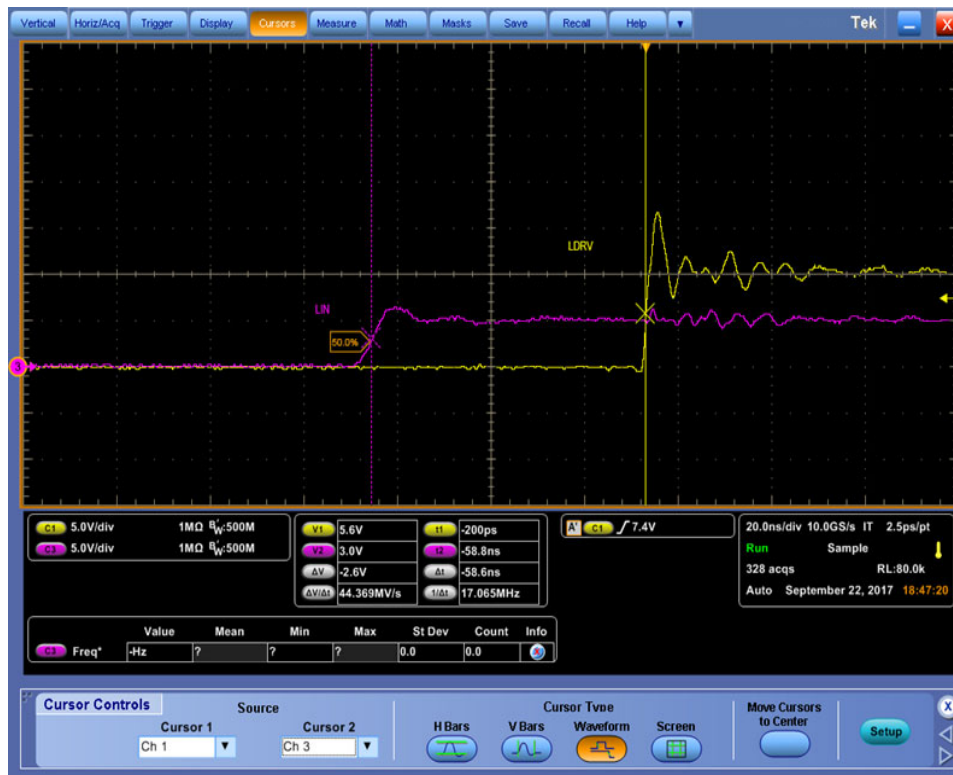 Vertical Horiz/Acq Trigger Display Cursors Measure Math Masks Save Recall Help Tek X
LDRV
LIN
50.0%
3
C1 5.0V/div 1MΩ BW:500M
C3 5.0V/div 1MΩ BW:500M
V1 5.6V t1 -200ps
V2 3.0V t2 -58.8ns
ΔV -2.6V Δt -58.6ns
ΔV/Δt 44.369MV/s 1/Δt 17.065MHz
A' C1 7.4V
20.0ns/div 10.0GS/s IT 2.5ps/pt
Run Sample
328 acqs RL:80.0k
Auto September 22, 2017 18:47:20
Value Mean Min Max St Dev Count Info
C3 Freq* -Hz ? ? ? 0.0 0.0
Cursor Controls Source Cursor Type Move Cursors to Center X
Cursor 1 Cursor 2 H Bars V Bars Waveform Screen Setup
Ch 1 Ch 3